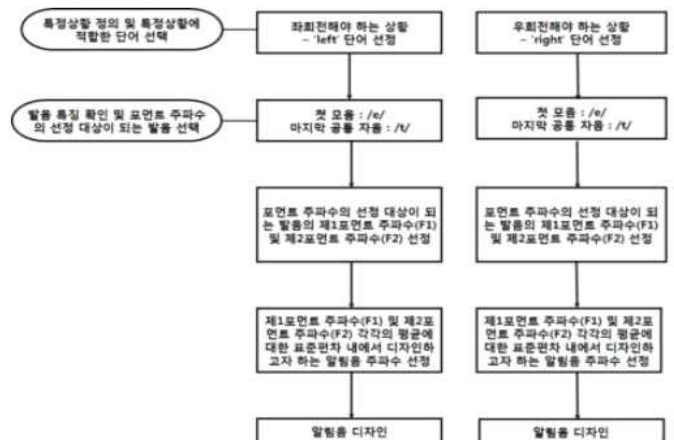 특정상황 정의 및 특정상황에
적합한 단어 선택
좌회전해야 하는 상황
- 'left' 단어 선정
우회전해야 하는 상황
- 'right' 단어 선정
발음 특징 확인 및 포먼트 주파수
의 선정 대상이 되는 발음 선택
첫 모음 : /e/
마지막 공통 자음 : /t/
첫 모음 : /e/
마지막 공통 자음 : /t/
포먼트 주파수의 선정 대상이 되
는 발음의 제1포먼트 주파수(F1)
및 제2포먼트 주파수(F2) 선정
포먼트 주파수의 선정 대상이 되
는 발음의 제1포먼트 주파수(F1)
및 제2포먼트 주파수(F2) 선정
제1포먼트 주파수(F1) 및 제2포
먼트 주파수(F2) 각각의 평균에
대한 표준편차 내에서 디자인하
고자 하는 알림음 주파수 선정
제1포먼트 주파수(F1) 및 제2포
먼트 주파수(F2) 각각의 평균에
대한 표준편차 내에서 디자인하
고자 하는 알림음 주파수 선정
알림음 디자인
알림음 디자인